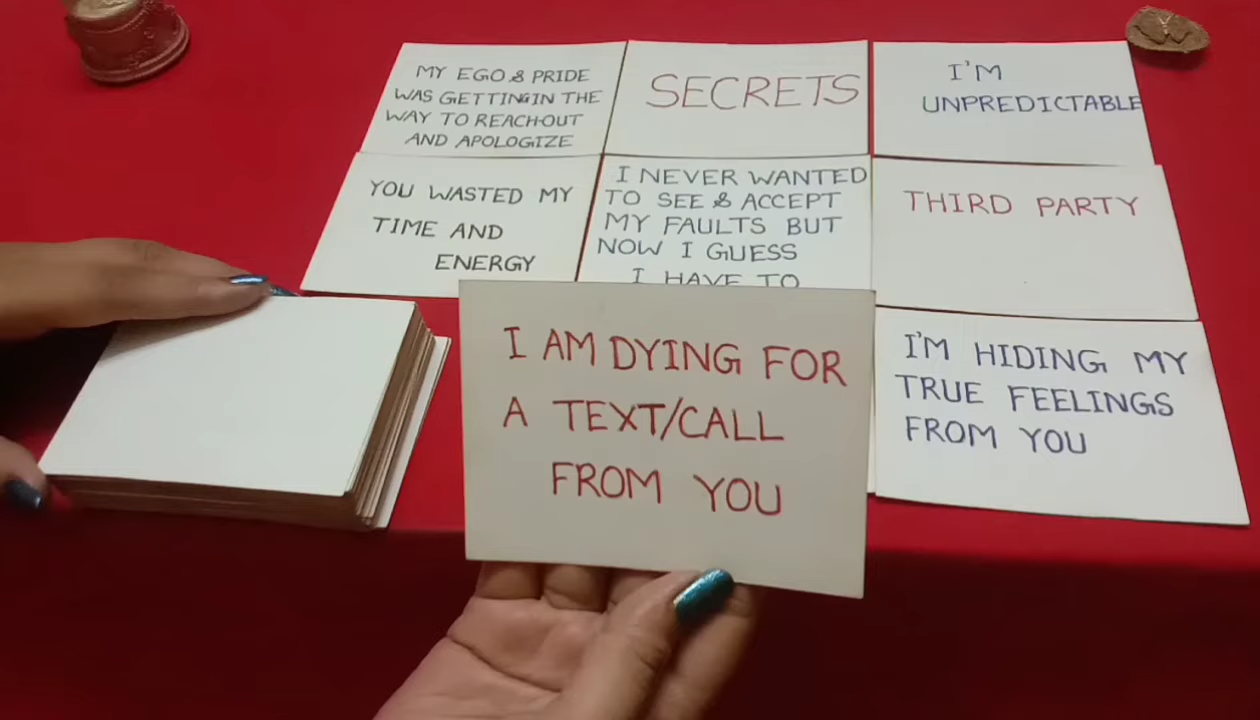 MY EGO & PRIDE
WAS GETTING IN THE
WAY TO REACHOUT
AND APOLOGIZE
SECRETS
I'M
UNPREDICTABLE
YOU WASTED MY
TIME AND
ENERGY
I NEVER WANTED
TO SEE & ACCEPT
MY FAULTS BUT
NOW I GUESS
I HAVE TO
THIRD PARTY
I AM DYING FOR
A TEXT/CALL
FROM YOU
I'M HIDING MY
TRUE FEELINGS
FROM YOU